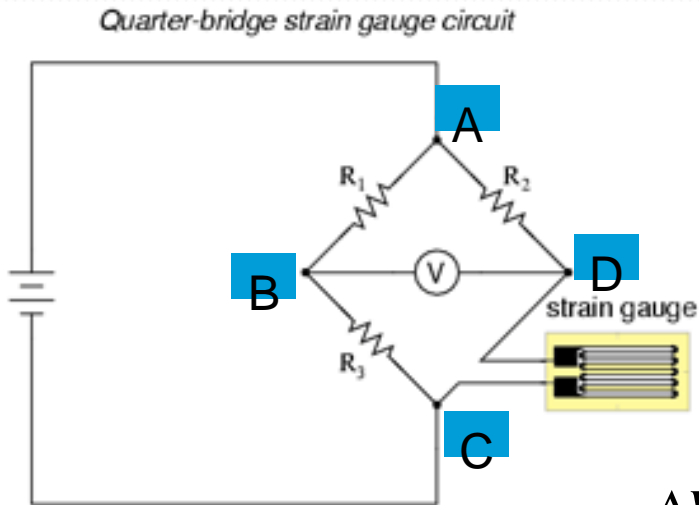 Quarter-bridge strain gauge circuit
A
R1
R2
B
V
D
strain gauge
R3
C